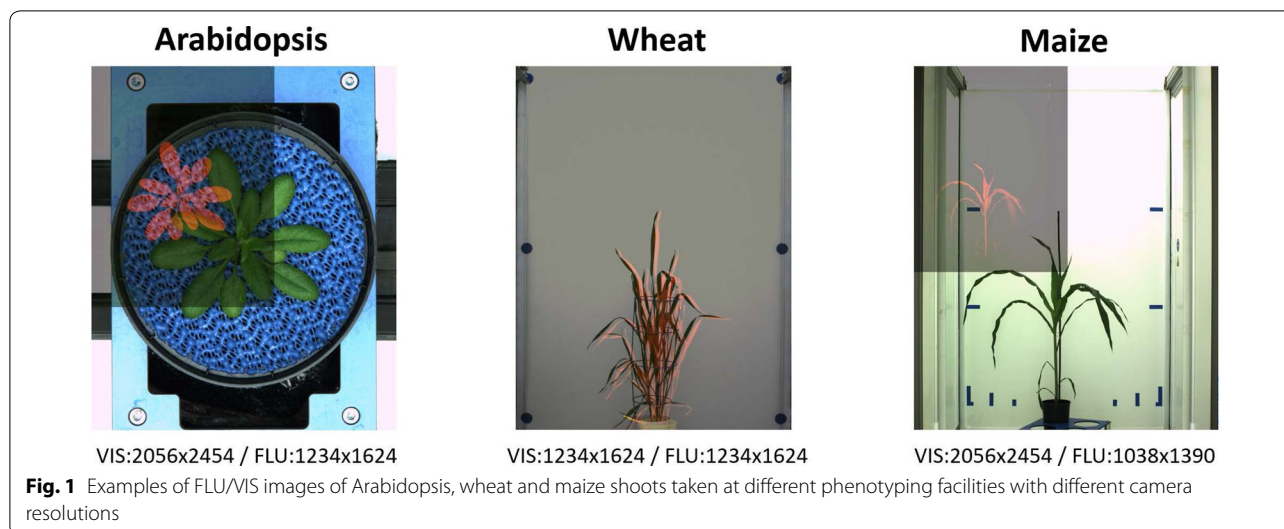 Arabidopsis Wheat Maize
VIS:2056x2454 / FLU:1234x1624 VIS:1234x1624 / FLU:1234x1624 VIS:2056x2454 / FLU:1038x1390
Fig. 1 Examples of FLU/VIS images of Arabidopsis, wheat and maize shoots taken at different phenotyping facilities with different camera
resolutions